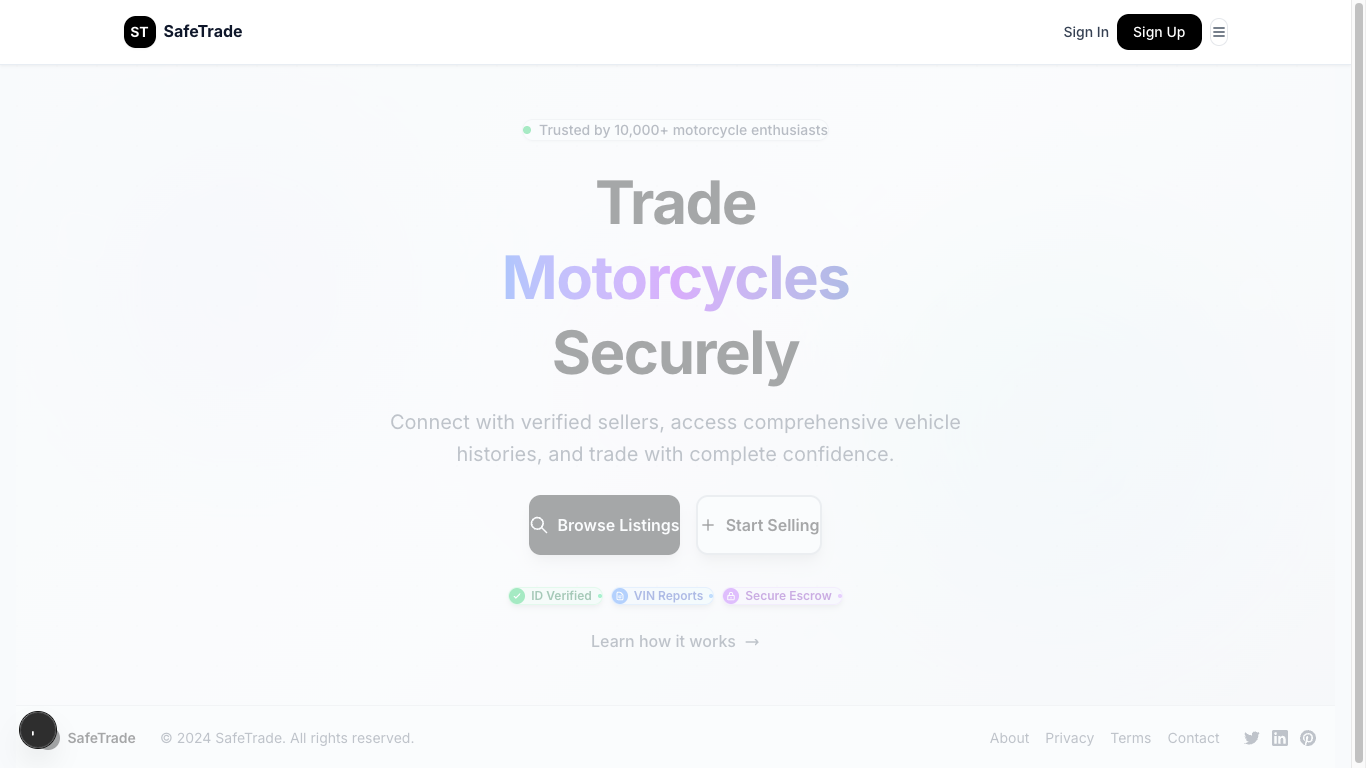 ST SafeTrade
Sign In
Sign Up
Trusted by 10,000+ motorcycle enthusiasts
Trade
Motorcycles
Securely
Connect with verified sellers, access comprehensive vehicle
histories, and trade with complete confidence.
Browse Listings
Start Selling
ID Verified
VIN Reports
Secure Escrow
Learn how it works →
SafeTrade
© 2024 SafeTrade. All rights reserved.
About
Privacy
Terms
Contact